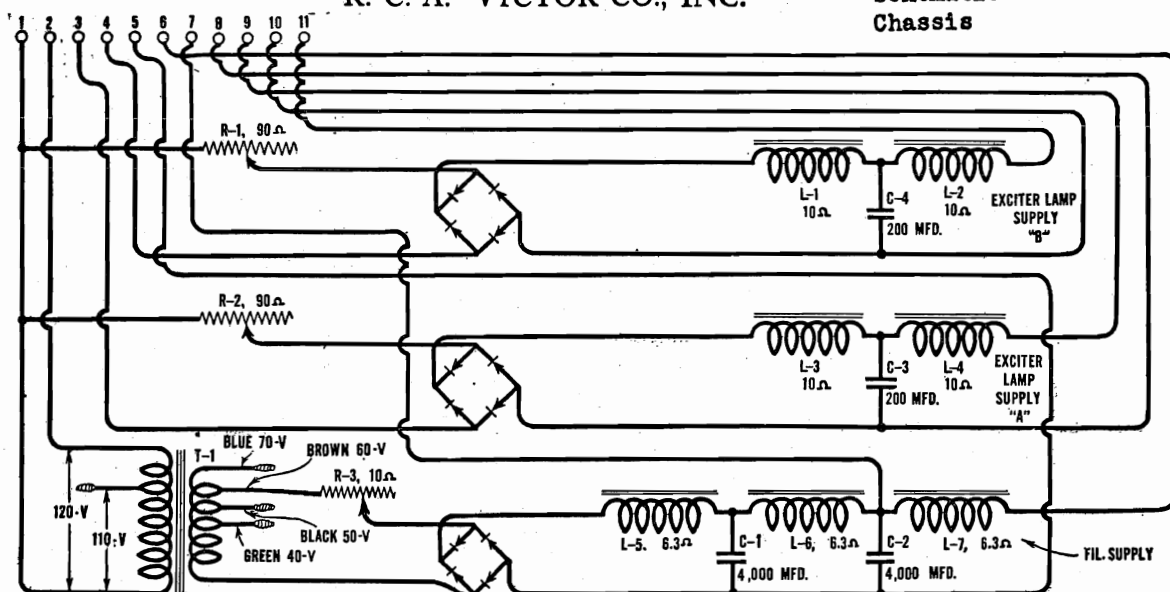 R. C. A. VICTOR CO., INC.
Chassis
1 2 3 4 5 6 7 8 9 10 11
R-1, 90Ω
L-1
10Ω
C-4
200 MFD.
L-2
10Ω
EXCITER LAMP
SUPPLY
"B"
R-2, 90Ω
L-3
10Ω
C-3
200 MFD.
L-4
10Ω
EXCITER
LAMP
SUPPLY
"A"
120-V
110-V
T-1
BLUE 70-V
BROWN 60-V
BLACK 50-V
GREEN 40-V
R-3, 10Ω
L-5. 6.3Ω
C-1
4,000 MFD.
L-6, 6.3Ω
C-2
4,000 MFD.
L-7, 6.3Ω
FIL. SUPPLY